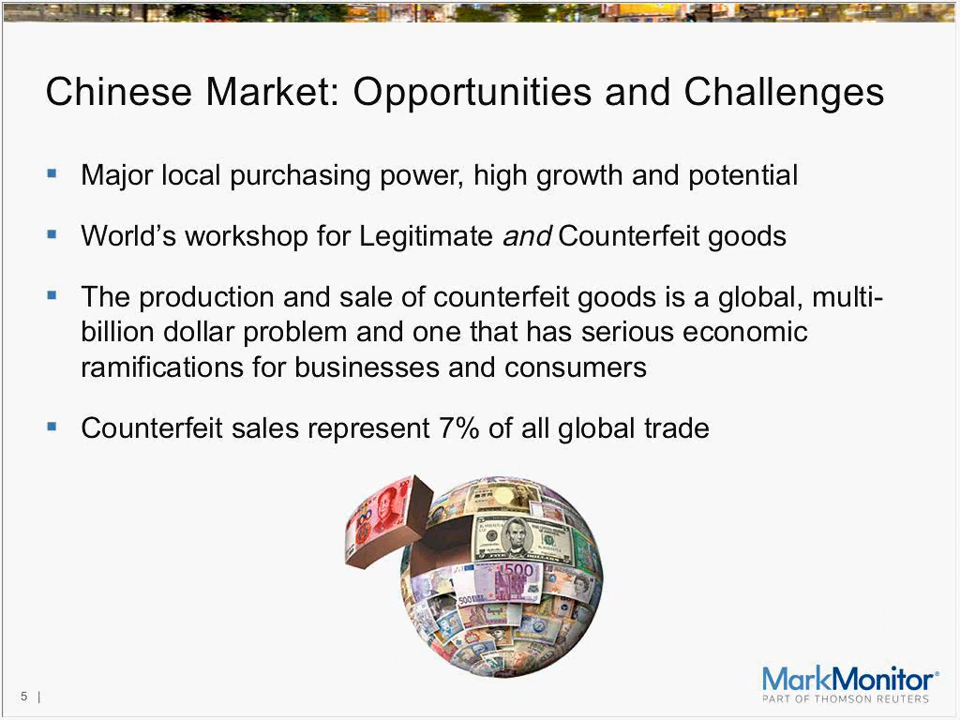 Chinese Market: Opportunities and Challenges
▪ Major local purchasing power, high growth and potential
▪ World’s workshop for Legitimate and Counterfeit goods
▪ The production and sale of counterfeit goods is a global, multi-
billion dollar problem and one that has serious economic
ramifications for businesses and consumers
▪ Counterfeit sales represent 7% of all global trade
100
500
500
5 |
MarkMonitor®
PART OF THOMSON REUTERS